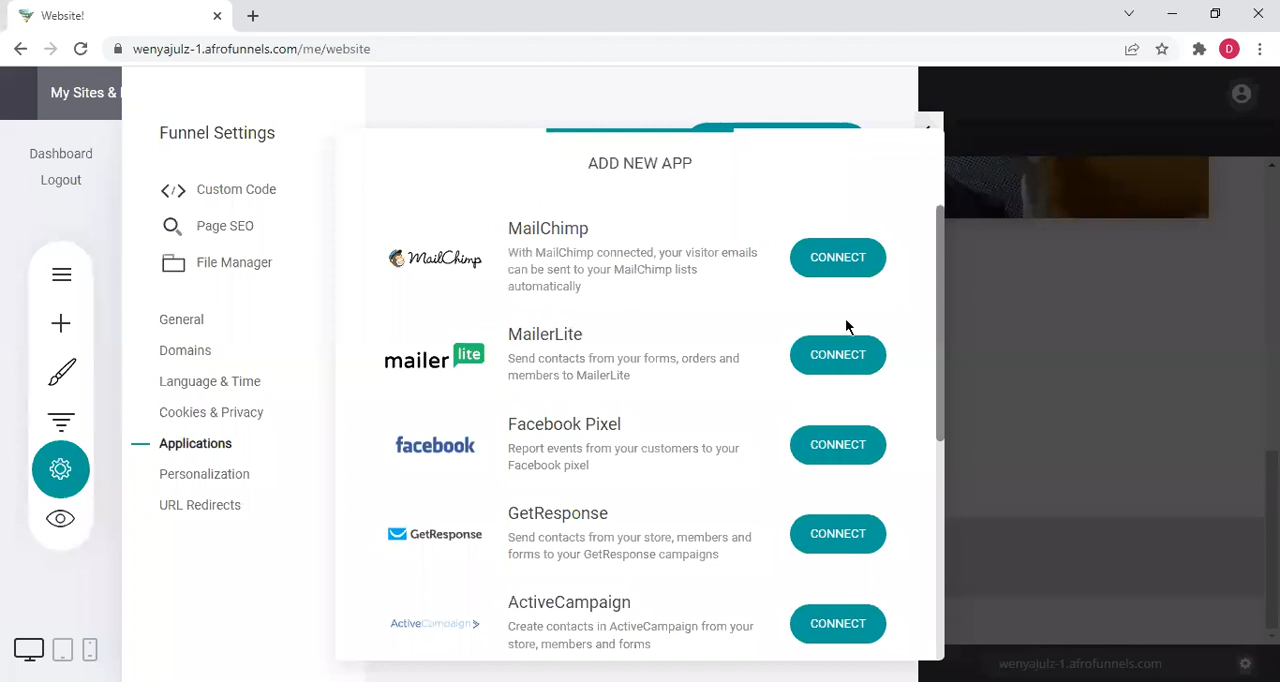 Website!
wenyajulz-1.afrofunnels.com/me/website
D
My Sites &
Dashboard
Logout
Funnel Settings
</> Custom Code
Page SEO
File Manager
General
Domains
Language & Time
Cookies & Privacy
Applications
Personalization
URL Redirects
ADD NEW APP
MailChimp
MailChimp
With MailChimp connected, your visitor emails
can be sent to your MailChimp lists
automatically
CONNECT
mailer lite
MailerLite
Send contacts from your forms, orders and
members to MailerLite
CONNECT
facebook
Facebook Pixel
Report events from your customers to your
Facebook pixel
CONNECT
GetResponse
GetResponse
Send contacts from your store, members and
forms to your GetResponse campaigns
CONNECT
ActiveCampaign
ActiveCampaign
Create contacts in ActiveCampaign from your
store, members and forms
CONNECT
wenyajulz-1.afrofunnels.com